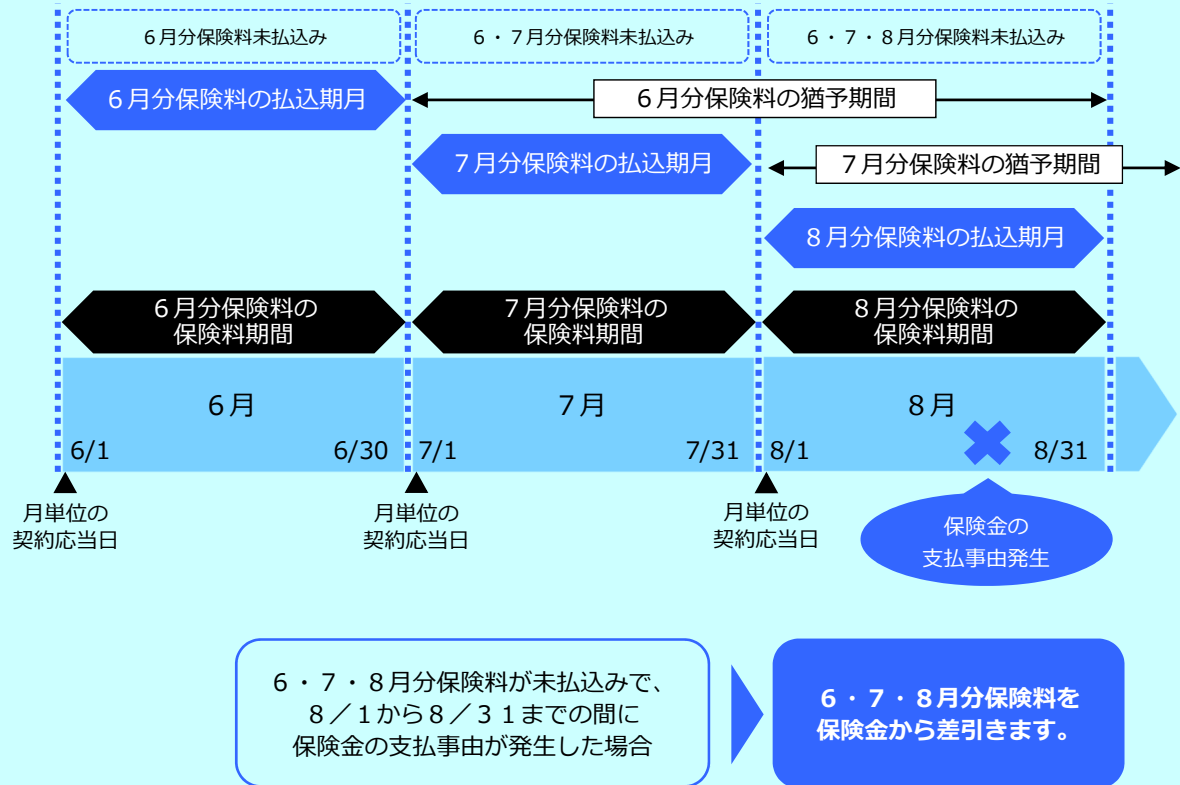 6月分保険料未払込み
6・7月分保険料未払込み
6・7・8月分保険料未払込み
6月分保険料の払込期月
6月分保険料の猶予期間
7月分保険料の払込期月
7月分保険料の猶予期間
8月分保険料の払込期月
6月分保険料の
保険料期間
7月分保険料の
保険料期間
8月分保険料の
保険料期間
6月
7月
8月
6/1
6/30
7/1
7/31
8/1
8/31
月単位の
契約応当日
月単位の
契約応当日
月単位の
契約応当日
保険金の
支払事由発生
6・7・8月分保険料が未払込みで、
8/1から8/31までの間に
保険金の支払事由が発生した場合
6・7・8月分保険料を
保険金から差引きます。